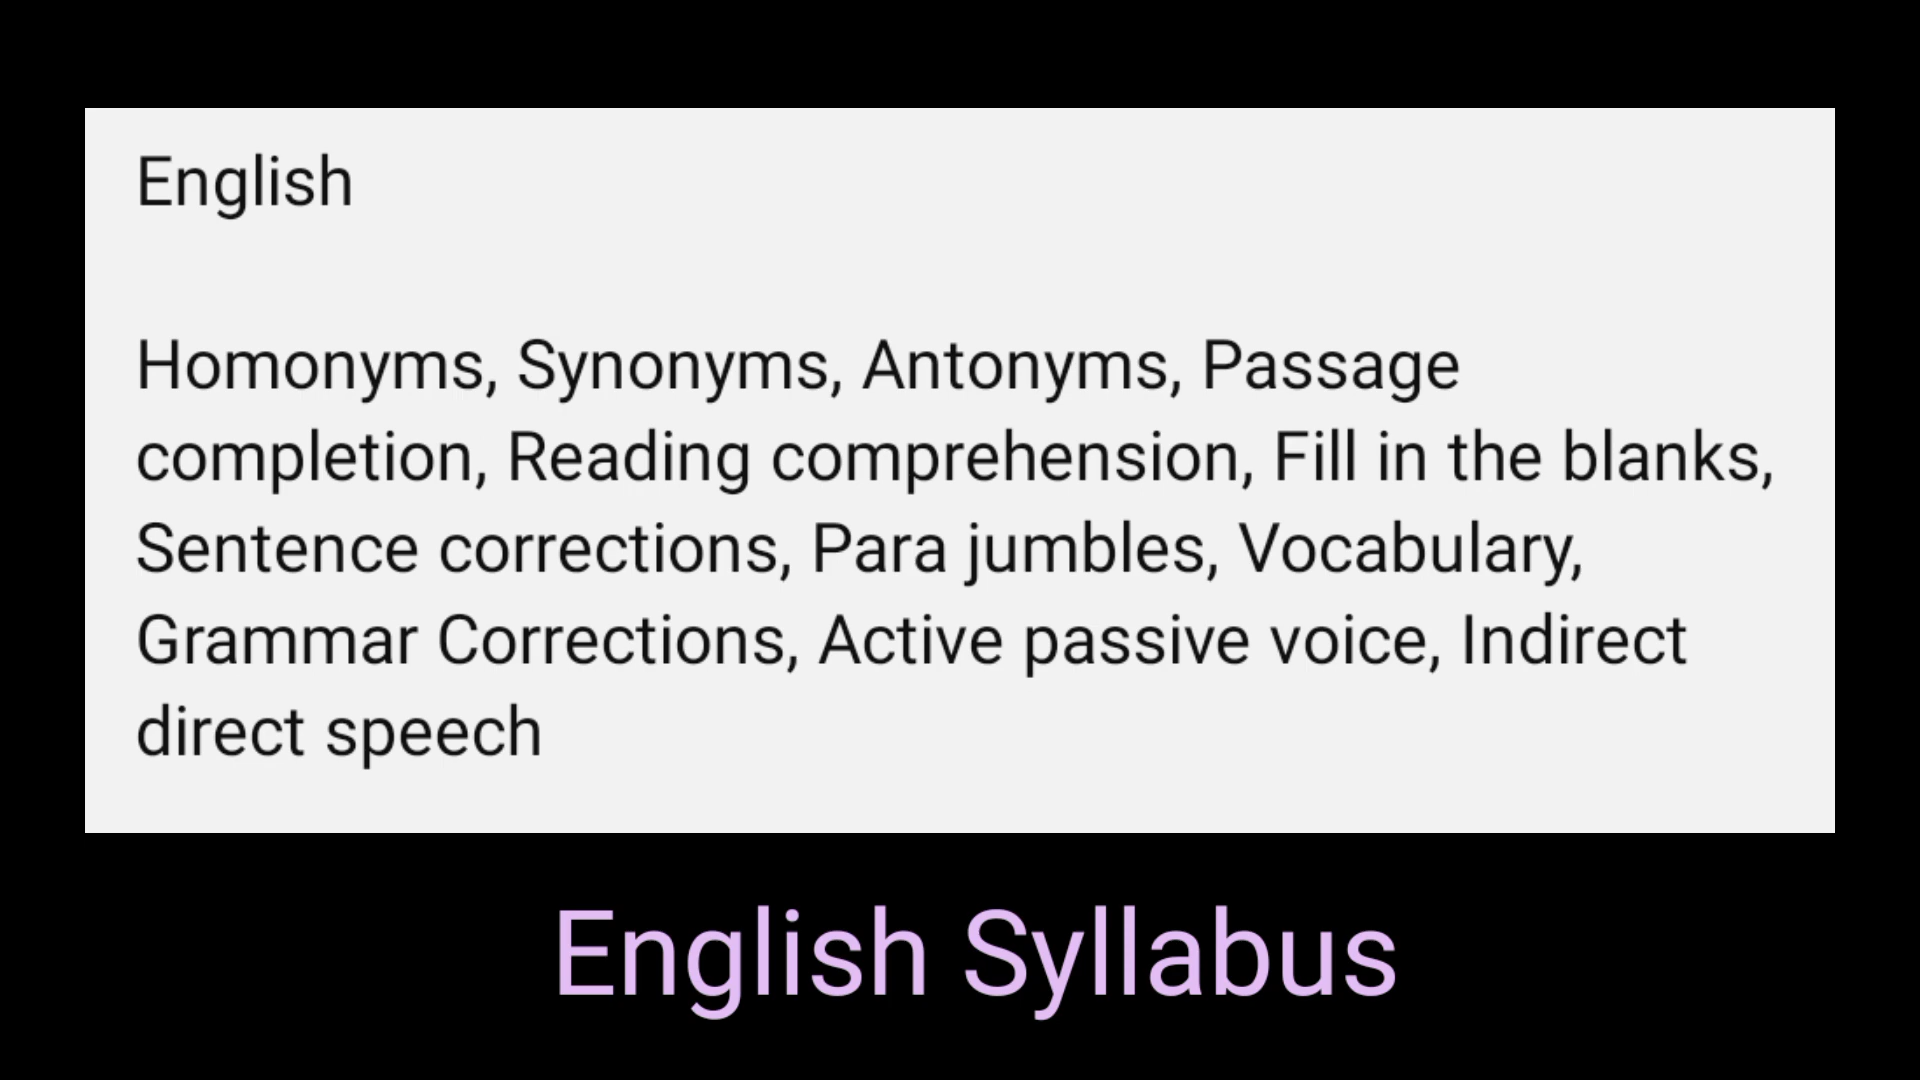 English
Homonyms, Synonyms, Antonyms, Passage
completion, Reading comprehension, Fill in the blanks,
Sentence corrections, Para jumbles, Vocabulary,
Grammar Corrections, Active passive voice, Indirect
direct speech
English Syllabus